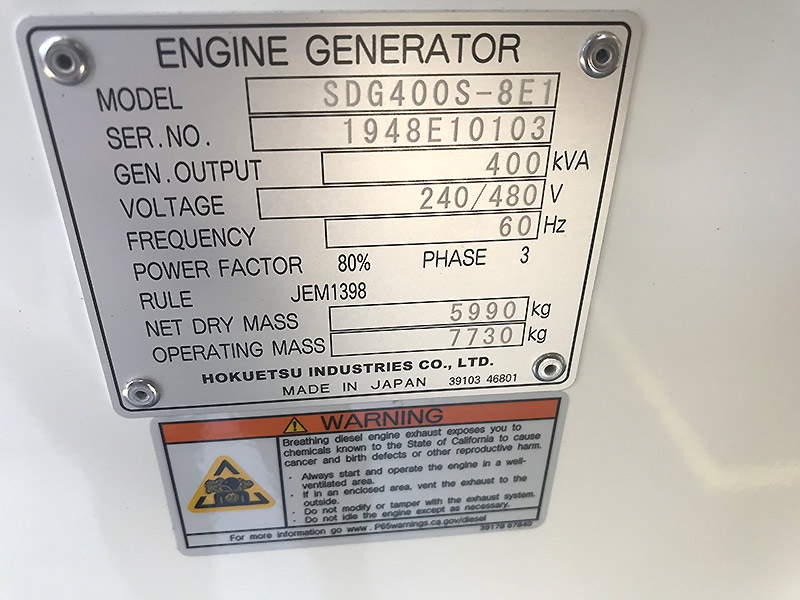 ENGINE GENERATOR
MODEL SDG400S-8E1
SER.NO. 1948E10103
GEN.OUTPUT 400 kVA
VOLTAGE 240/480 V
FREQUENCY 60 Hz
POWER FACTOR 80% PHASE 3
RULE JEM1398
NET DRY MASS 5990 kg
OPERATING MASS 7730 kg
HOKUETSU INDUSTRIES CO., LTD.
MADE IN JAPAN 39103 46801
WARNING
Breathing diesel engine exhaust exposes you to
chemicals known to the State of California to cause
cancer and birth defects or other reproductive harm.
· Always start and operate the engine in a well-
ventilated area.
· If in an enclosed area, vent the exhaust to the
outside.
· Do not modify or tamper with the exhaust system.
· Do not idle the engine except as necessary.
For more information go www.P65warnings.ca.gov/diesel
39178 67840